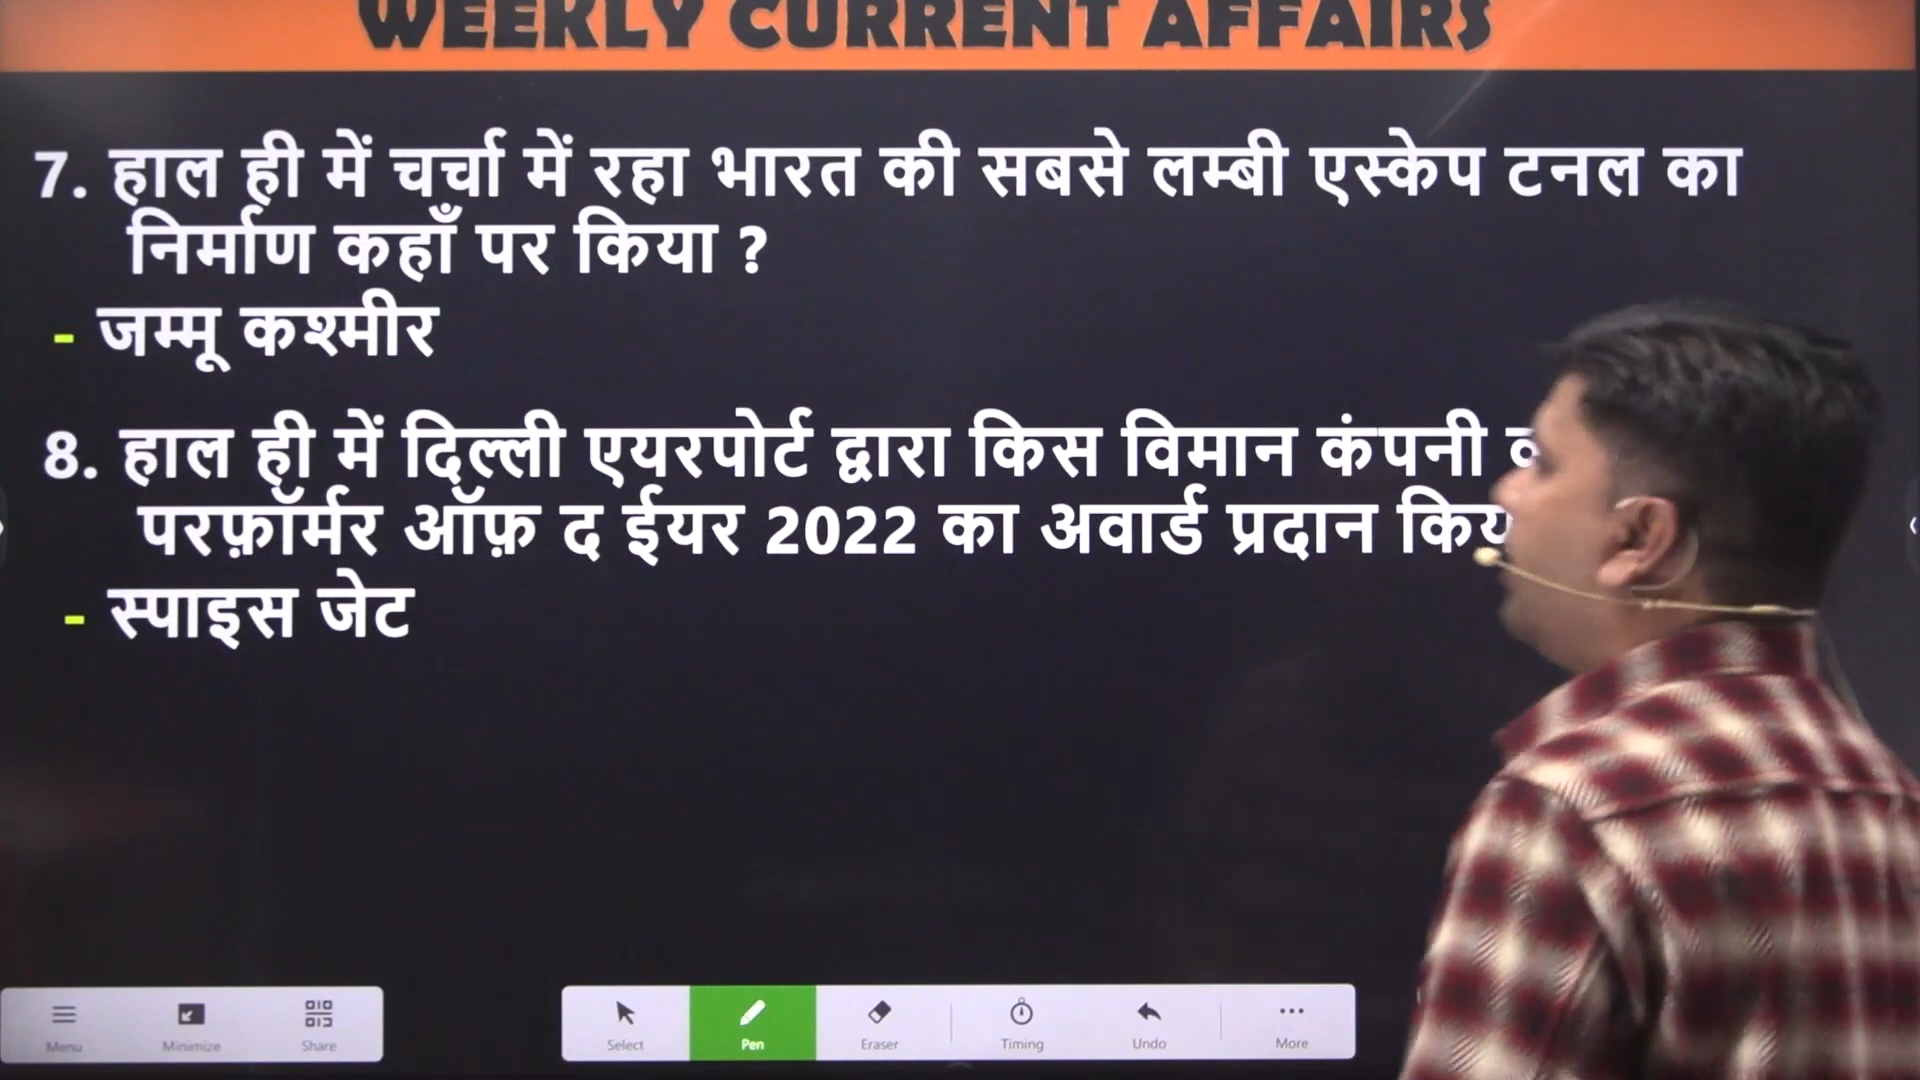 WEEKLY CURRENT AFFAIRS
7. हाल ही में चर्चा में रहा भारत की सबसे लम्बी एस्केप टनल का
निर्माण कहाँ पर किया ?
- जम्मू कश्मीर
8. हाल ही में दिल्ली एयरपोर्ट द्वारा किस विमान कंपनी
परफ़ॉर्मर ऑफ़ द ईयर 2022 का अवार्ड प्रदान
- स्पाइस जेट
Menu Minimize Share Select Pen Eraser Timing Undo More